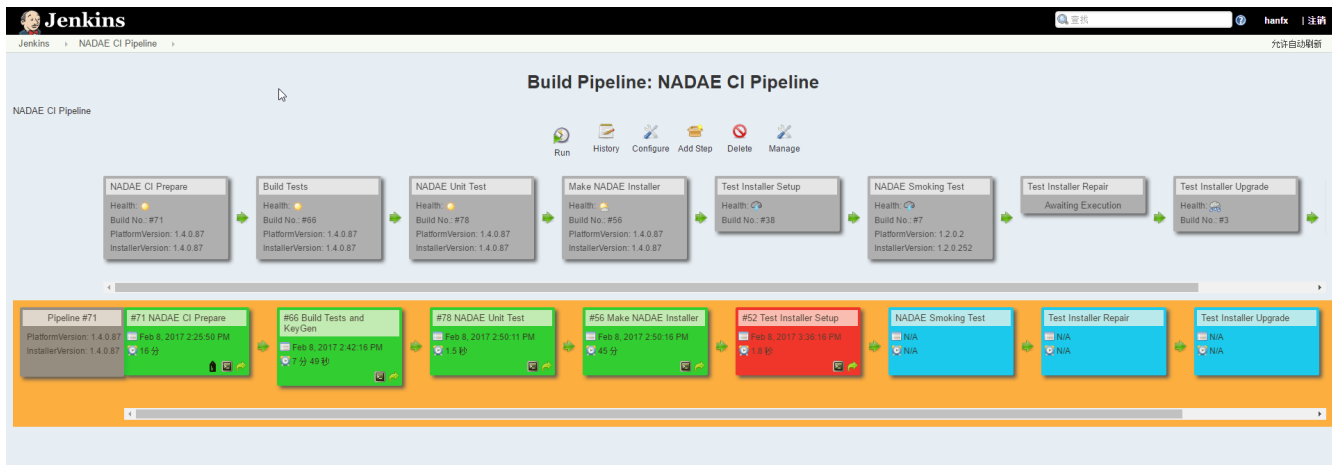 Jenkins
查找
hanfx | 注销
Jenkins › NADAE CI Pipeline ›
允许自动刷新
Build Pipeline: NADAE CI Pipeline
NADAE CI Pipeline
Run History Configure Add Step Delete Manage
NADAE CI Prepare
Health:
Build No.: #71
PlatformVersion: 1.4.0.87
InstallerVersion: 1.4.0.87
Build Tests
Health:
Build No.: #66
PlatformVersion: 1.4.0.87
InstallerVersion: 1.4.0.87
NADAE Unit Test
Health:
Build No.: #78
PlatformVersion: 1.4.0.87
InstallerVersion: 1.4.0.87
Make NADAE Installer
Health:
Build No.: #56
PlatformVersion: 1.4.0.87
InstallerVersion: 1.4.0.87
Test Installer Setup
Health:
Build No.: #38
NADAE Smoking Test
Health:
Build No.: #7
PlatformVersion: 1.2.0.2
InstallerVersion: 1.2.0.252
Test Installer Repair
Awaiting Execution
Test Installer Upgrade
Health:
Build No.: #3
Pipeline #71
PlatformVersion: 1.4.0.87
InstallerVersion: 1.4.0.87
#71 NADAE CI Prepare
Feb 8, 2017 2:25:50 PM
16 分
#66 Build Tests and
KeyGen
Feb 8, 2017 2:42:16 PM
7 分 49 秒
#78 NADAE Unit Test
Feb 8, 2017 2:50:11 PM
1.5 秒
#56 Make NADAE Installer
Feb 8, 2017 2:50:16 PM
45 分
#52 Test Installer Setup
Feb 8, 2017 3:36:16 PM
1.8 秒
NADAE Smoking Test
N/A
N/A
Test Installer Repair
N/A
N/A
Test Installer Upgrade
N/A
N/A